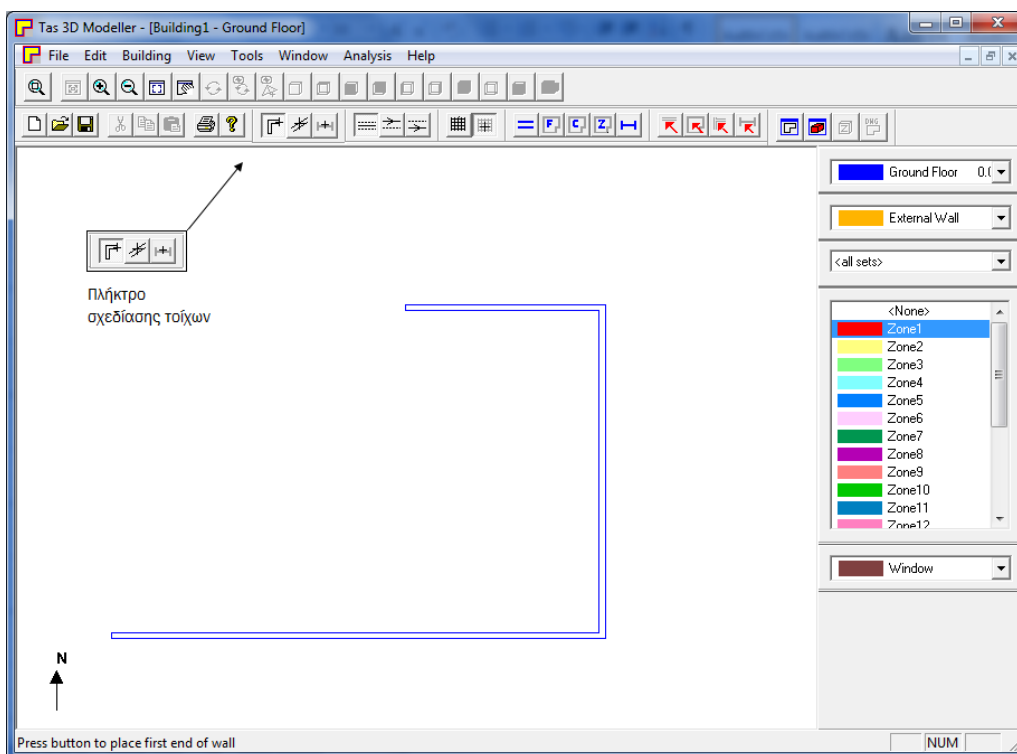 Tas 3D Modeller - [Building1 - Ground Floor]
File Edit Building View Tools Window Analysis Help
F C Z
DWG
Ground Floor 0.(
External Wall
<all sets>
Πλήκτρο
σχεδίασης τοίχων
<None>
Zone1
Zone2
Zone3
Zone4
Zone5
Zone6
Zone7
Zone8
Zone9
Zone10
Zone11
Zone12
Window
N
Press button to place first end of wall
NUM